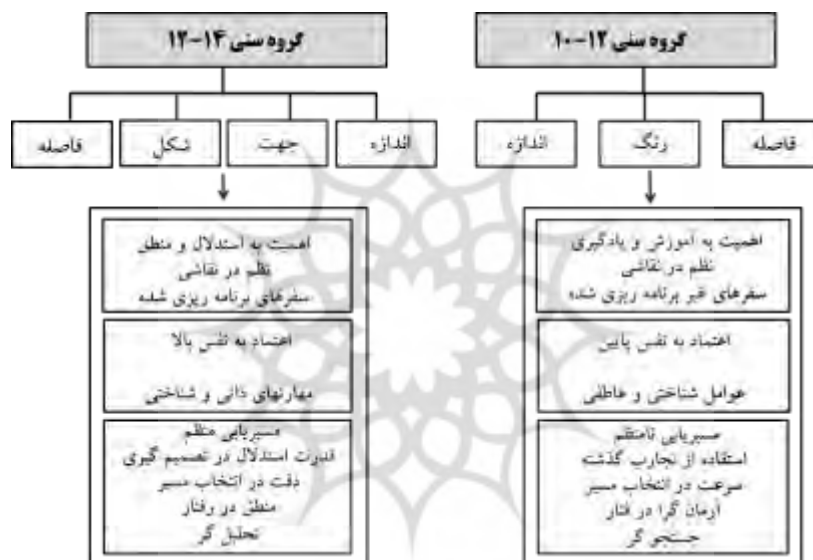 گروه سنی ۱۲-۱۰
فاصله
رنگ
اندازه
اهمیت به آموزش و یادگیری
نظم در نقاشی
سفرهای غیر برنامه ریزی شده
اعتماد به نفس پایین
عوامل شناختی و عاطفی
مسیریابی نامنظم
استفاده از تجارب گذشته
سرعت در انتخاب مسیر
آرمان گرا در فتار
جستجو گر
گروه سنی ۱۴-۱۲
اندازه
جهت
شکل
فاصله
اهمیت به استدلال و منطق
نظم در نقاشی
سفرهای برنامه ریزی شده
اعتماد به نفس بالا
مهارتهای ذاتی و شناختی
مسیریابی منظم
قدرت استدلال در تصمیم گیری
دقت در انتخاب مسیر
منطق در رفتار
تحلیل گر